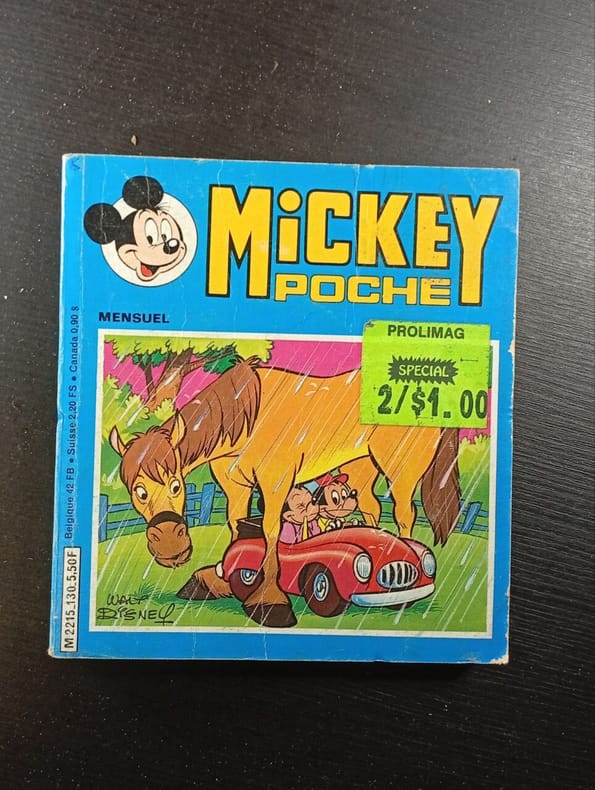 MiCKEY
POCHE
MENSUEL
PROLIMAG
SPECIAL
2/$1.00
Belgique 42 FB • Suisse 2,20 FS • Canada 0,90 $
M 2215-130-5,50F
WALT
DISNEY